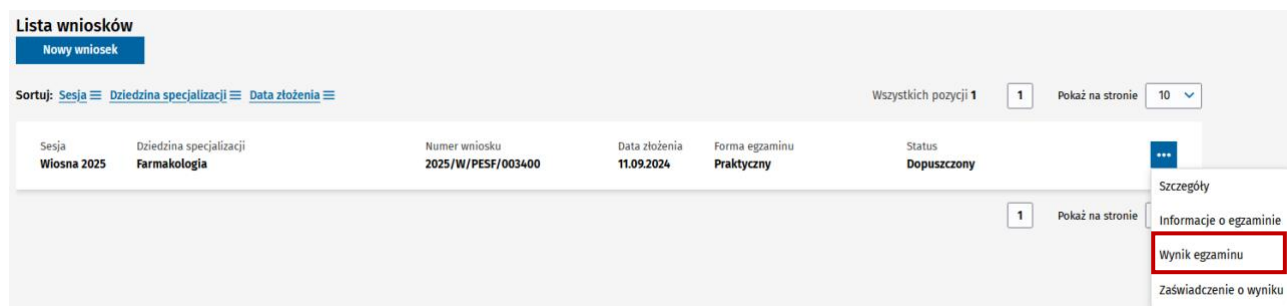 Lista wniosków
Nowy wniosek
Sortuj: Sesja Dziedzina specjalizacji Data złożenia
Wszystkich pozycji 1 1 Pokaż na stronie 10
Sesja Dziedzina specjalizacji Numer wniosku Data złożenia Forma egzaminu Status
Wiosna 2025 Farmakologia 2025/W/PESF/003400 11.09.2024 Praktyczny Dopuszczony
Szczegóły
1 Pokaż na stronie
Informacje o egzaminie
Wynik egzaminu
Zaświadczenie o wyniku